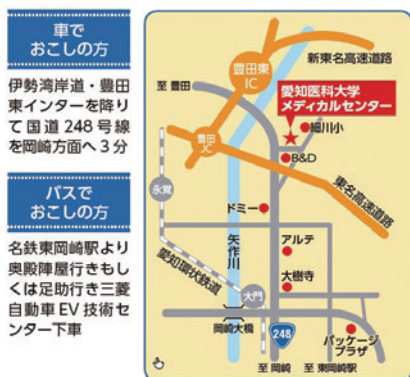 車で
おこしの方
伊勢湾岸道・豊田
東インターを降り
て国道248号線
を岡崎方面へ3分
バスで
おこしの方
名鉄東岡崎駅より
奥殿陣屋行きもし
くは足助行き三菱
自動車EV技術セ
ンター下車
新東名高速道路
豊田東
IC
至 豊田
愛知医科大学
メディカルセンター
細川小
B&D
豊田
JC
東名高速道路
永覚
ドミー
矢作川
愛知環状鉄道
アルテ
大樹寺
大門
岡崎大橋
248
パッケージ
プラザ
至 岡崎
至 東岡崎駅